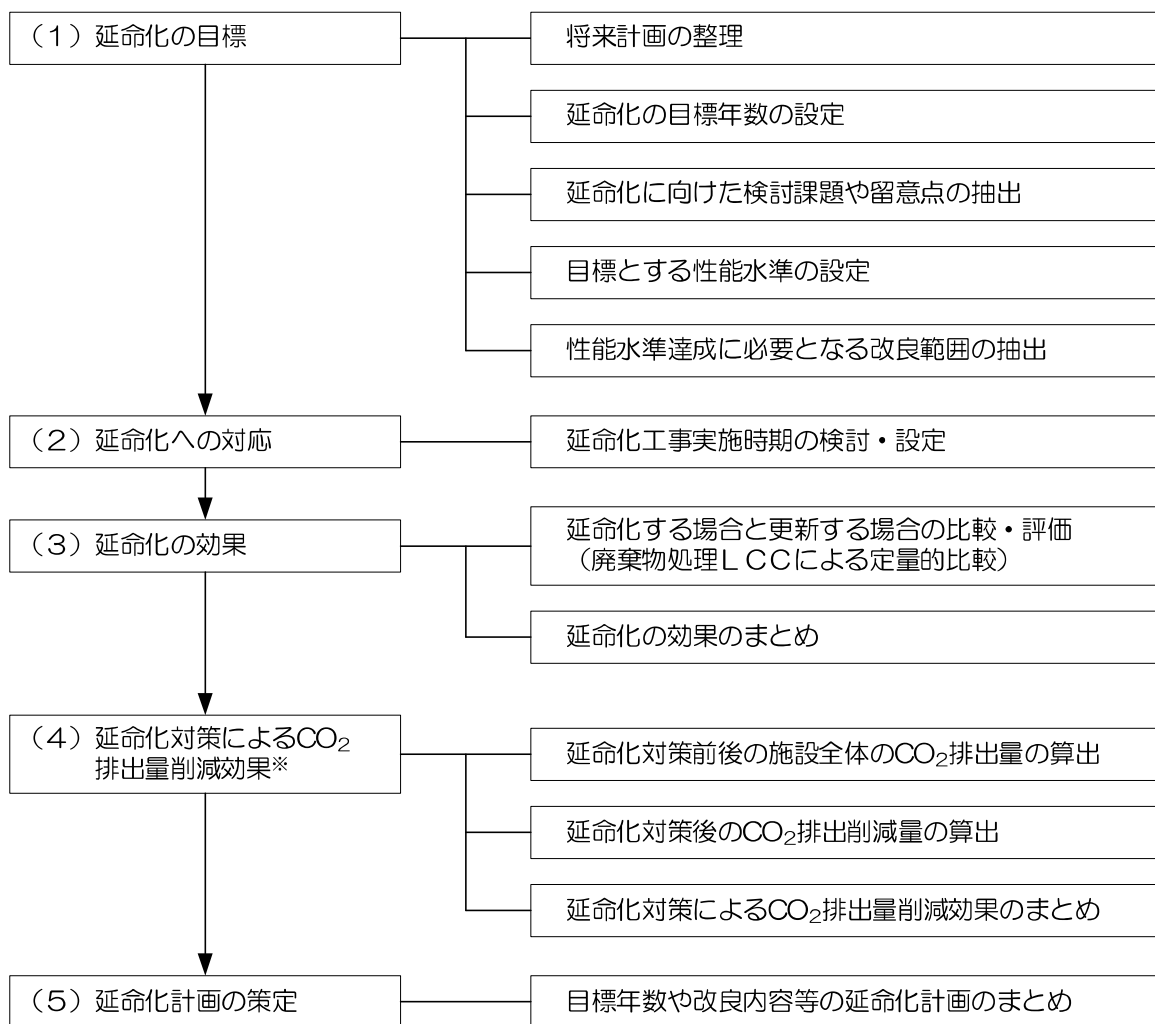 （1）延命化の目標
将来計画の整理
延命化の目標年数の設定
延命化に向けた検討課題や留意点の抽出
目標とする性能水準の設定
性能水準達成に必要となる改良範囲の抽出
（2）延命化への対応
延命化工事実施時期の検討・設定
（3）延命化の効果
延命化する場合と更新する場合の比較・評価
（廃棄物処理ＬＣＣによる定量的比較）
延命化の効果のまとめ
（4）延命化対策によるCO₂
排出量削減効果※
延命化対策前後の施設全体のCO₂排出量の算出
延命化対策後のCO₂排出削減量の算出
延命化対策によるCO₂排出量削減効果のまとめ
（5）延命化計画の策定
目標年数や改良内容等の延命化計画のまとめ